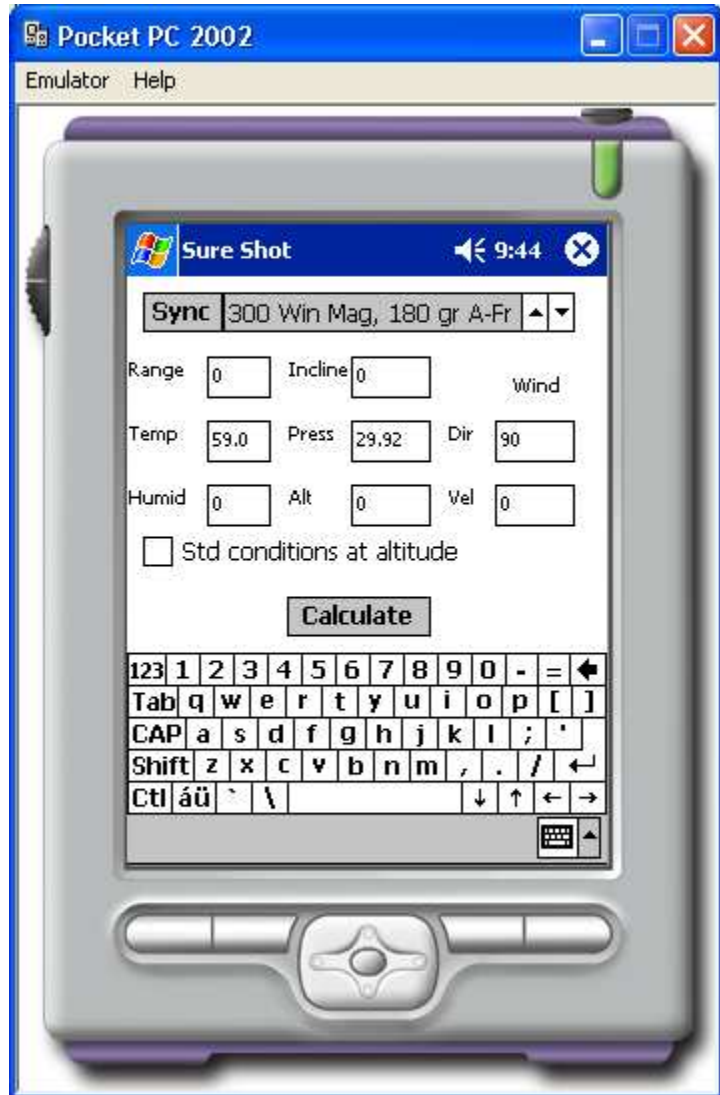 Pocket PC 2002
Emulator Help
Sure Shot 9:44
Sync 300 Win Mag, 180 gr A-Fr
Range 0 Incline 0 Wind
Temp 59.0 Press 29.92 Dir 90
Humid 0 Alt 0 Vel 0
Std conditions at altitude
Calculate
123 1 2 3 4 5 6 7 8 9 0 - =
Tab q w e r t y u i o p [ ]
CAP a s d f g h j k l ; '
Shift z x c v b n m , . /
Ctl áü ` \ ↓ ↑ ← →